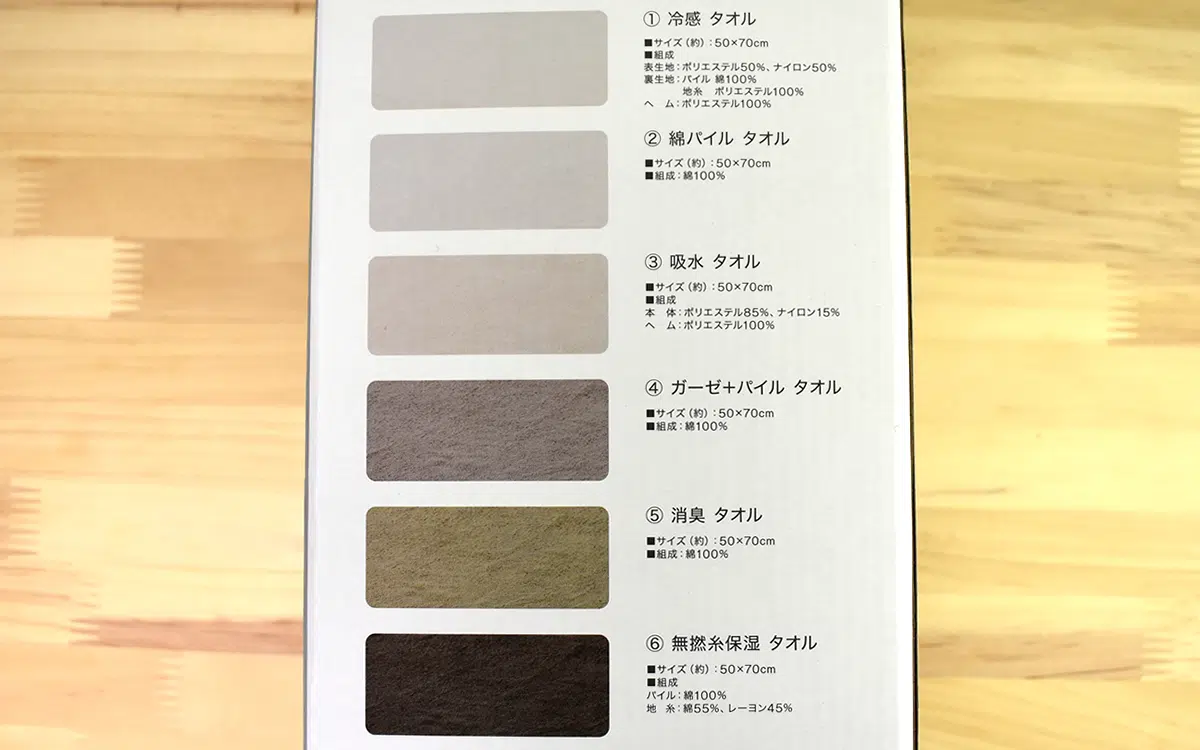 ① 冷感 タオル
■サイズ（約）：50×70cm
■組成
表生地：ポリエステル50%、ナイロン50%
裏生地：パイル 綿100%
地糸 ポリエステル100%
ヘ ム：ポリエステル100%
② 綿パイル タオル
■サイズ（約）：50×70cm
■組成：綿100%
③ 吸水 タオル
■サイズ（約）：50×70cm
■組成
本 体：ポリエステル85%、ナイロン15%
ヘ ム：ポリエステル100%
④ ガーゼ+パイル タオル
■サイズ（約）：50×70cm
■組成：綿100%
⑤ 消臭 タオル
■サイズ（約）：50×70cm
■組成：綿100%
⑥ 無撚糸保湿 タオル
■サイズ（約）：50×70cm
■組成
パイル：綿100%
地 糸：綿55%、レーヨン45%